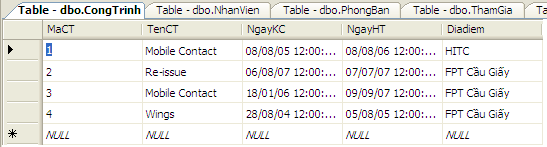 Table - dbo.CongTrinh Table - dbo.NhanVien Table - dbo.PhongBan Table - dbo.ThamGia
MaCT TenCT NgayKC NgayHT Diadiem
1 Mobile Contact 08/08/05 12:00:... 08/08/06 12:00:... HITC
2 Re-issue 06/08/07 12:00:... 07/07/07 12:00:... FPT Cầu Giấy
3 Mobile Contact 18/01/06 12:00:... 09/09/07 12:00:... FPT Cầu Giấy
4 Wings 28/08/04 12:00:... 05/08/05 12:00:... FPT Cầu Giấy
NULL NULL NULL NULL NULL